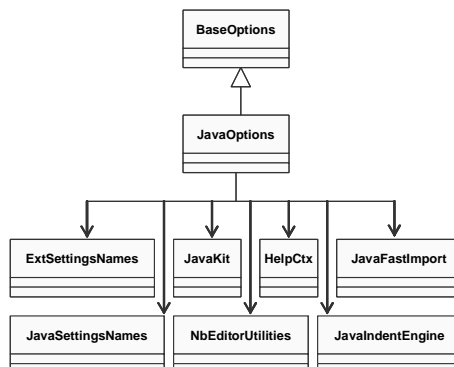 BaseOptions
JavaOptions
ExtSettingsNames
JavaKit
HelpCtx
JavaFastImport
JavaSettingsNames
NbEditorUtilities
JavaIndentEngine